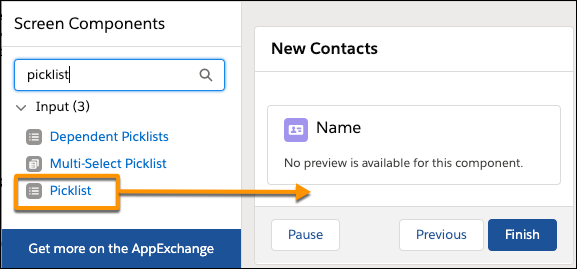 Screen Components
picklist
Input (3)
Dependent Picklists
Multi-Select Picklist
Picklist
Get more on the AppExchange
New Contacts
Name
No preview is available for this component.
Pause
Previous
Finish